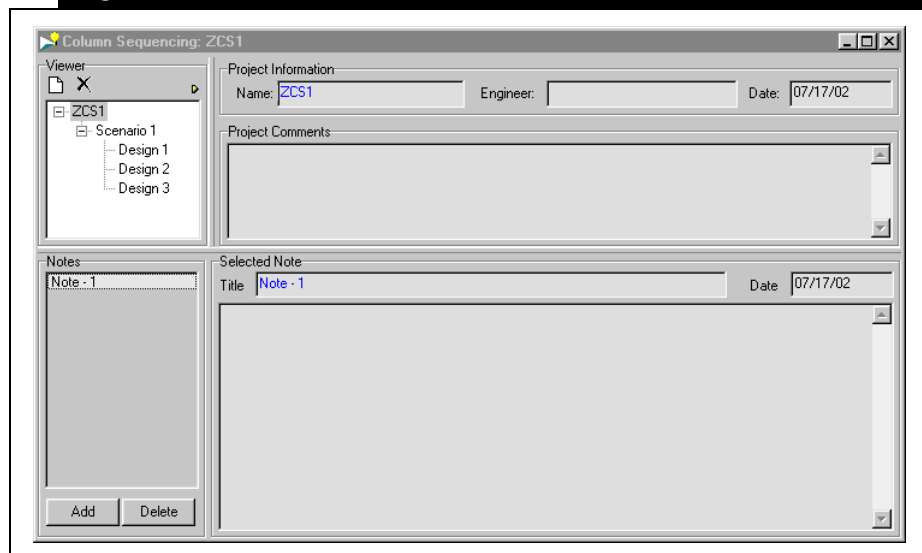 Column Sequencing: ZCS1
Viewer
ZCS1
Scenario 1
Design 1
Design 2
Design 3
Project Information
Name: ZCS1 Engineer: Date: 07/17/02
Project Comments
Notes
Note - 1
Add Delete
Selected Note
Title Note - 1 Date 07/17/02